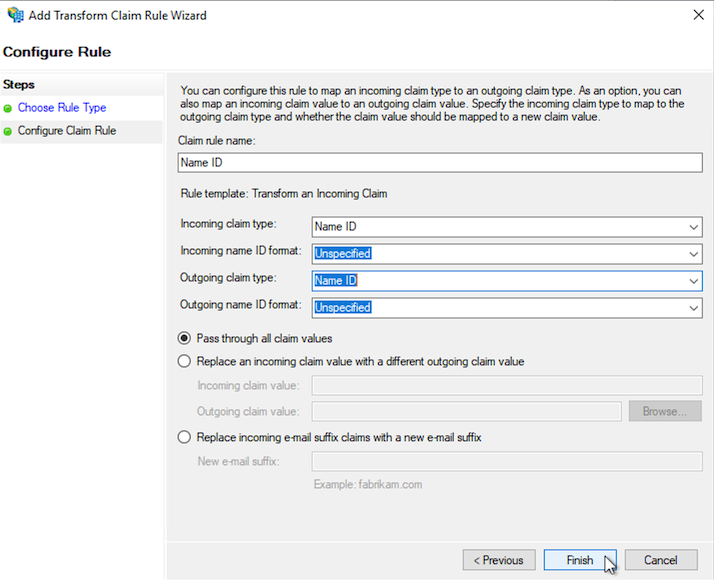 Add Transform Claim Rule Wizard
Configure Rule
Steps
Choose Rule Type
Configure Claim Rule
You can configure this rule to map an incoming claim type to an outgoing claim type. As an option, you can
also map an incoming claim value to an outgoing claim value. Specify the incoming claim type to map to the
outgoing claim type and whether the claim value should be mapped to a new claim value.
Claim rule name:
Name ID
Rule template: Transform an Incoming Claim
Incoming claim type: Name ID
Incoming name ID format: Unspecified
Outgoing claim type: Name ID
Outgoing name ID format: Unspecified
Pass through all claim values
Replace an incoming claim value with a different outgoing claim value
Incoming claim value:
Outgoing claim value: Browse...
Replace incoming e-mail suffix claims with a new e-mail suffix
New e-mail suffix:
Example: fabrikam.com
< Previous Finish Cancel